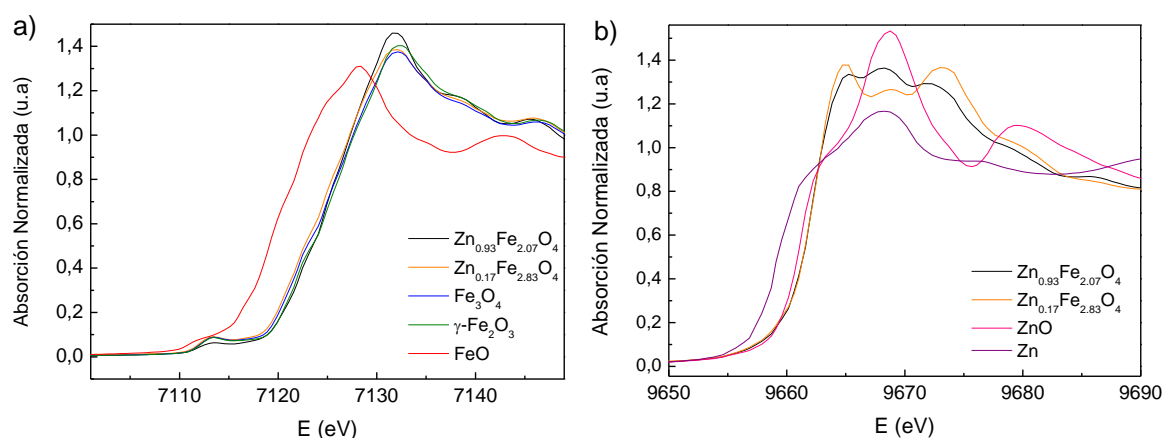 a)
Absorción Normalizada (u.a)
1,4
1,2
1,0
0,8
0,6
0,4
0,2
0,0
Zn0.93Fe2.07O4
Zn0.17Fe2.83O4
Fe3O4
γ-Fe2O3
FeO
7110 7120 7130 7140
E (eV)
b)
Absorción Normalizada (u.a)
1.6
1.4
1.2
1.0
0.8
0.6
0.4
0.2
0.0
Zn0.93Fe2.07O4
Zn0.17Fe2.83O4
ZnO
Zn
9650 9660 9670 9680 9690
E (eV)